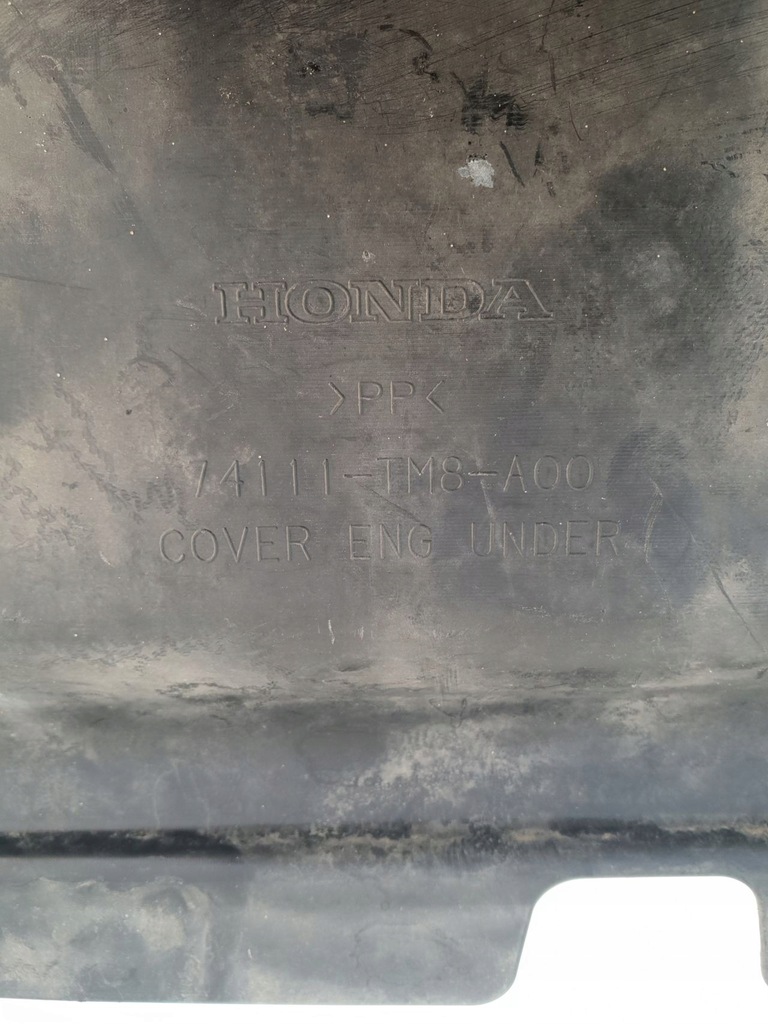 HONDA
>PP<
74111-TM8-A00
COVER ENG UNDER